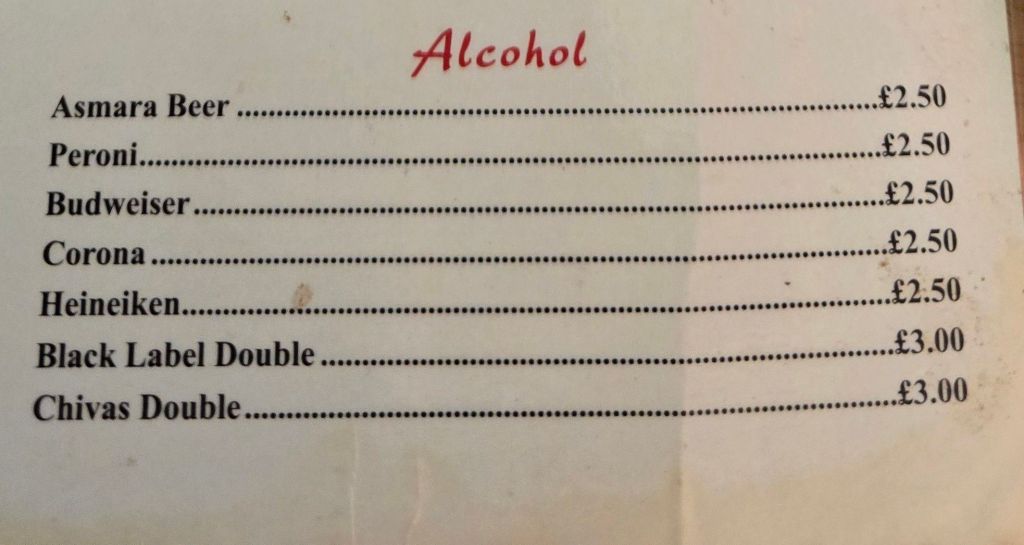 Alcohol
Asmara Beer ........................................................................................£2.50
Peroni........................................................................................£2.50
Budweiser........................................................................................£2.50
Corona ........................................................................................£2.50
Heineiken........................................................................................£2.50
Black Label Double ........................................................................£3.00
Chivas Double........................................................................................£3.00